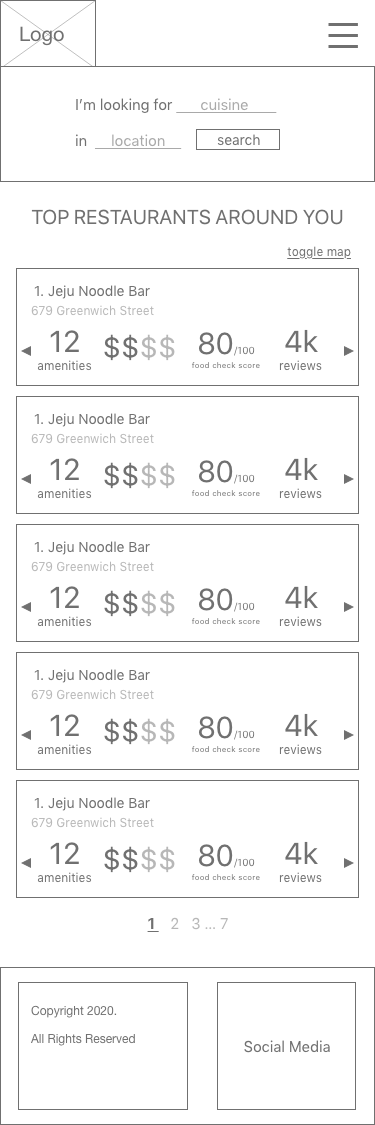 Logo
I'm looking for cuisine
in location search
TOP RESTAURANTS AROUND YOU
toggle map
1. Jeju Noodle Bar
679 Greenwich Street
12 $$$$ 80/100 4k
amenities food check score reviews
1. Jeju Noodle Bar
679 Greenwich Street
12 $$$$ 80/100 4k
amenities food check score reviews
1. Jeju Noodle Bar
679 Greenwich Street
12 $$$$ 80/100 4k
amenities food check score reviews
1. Jeju Noodle Bar
679 Greenwich Street
12 $$$$ 80/100 4k
amenities food check score reviews
1. Jeju Noodle Bar
679 Greenwich Street
12 $$$$ 80/100 4k
amenities food check score reviews
1 2 3 ... 7
Copyright 2020.
All Rights Reserved
Social Media